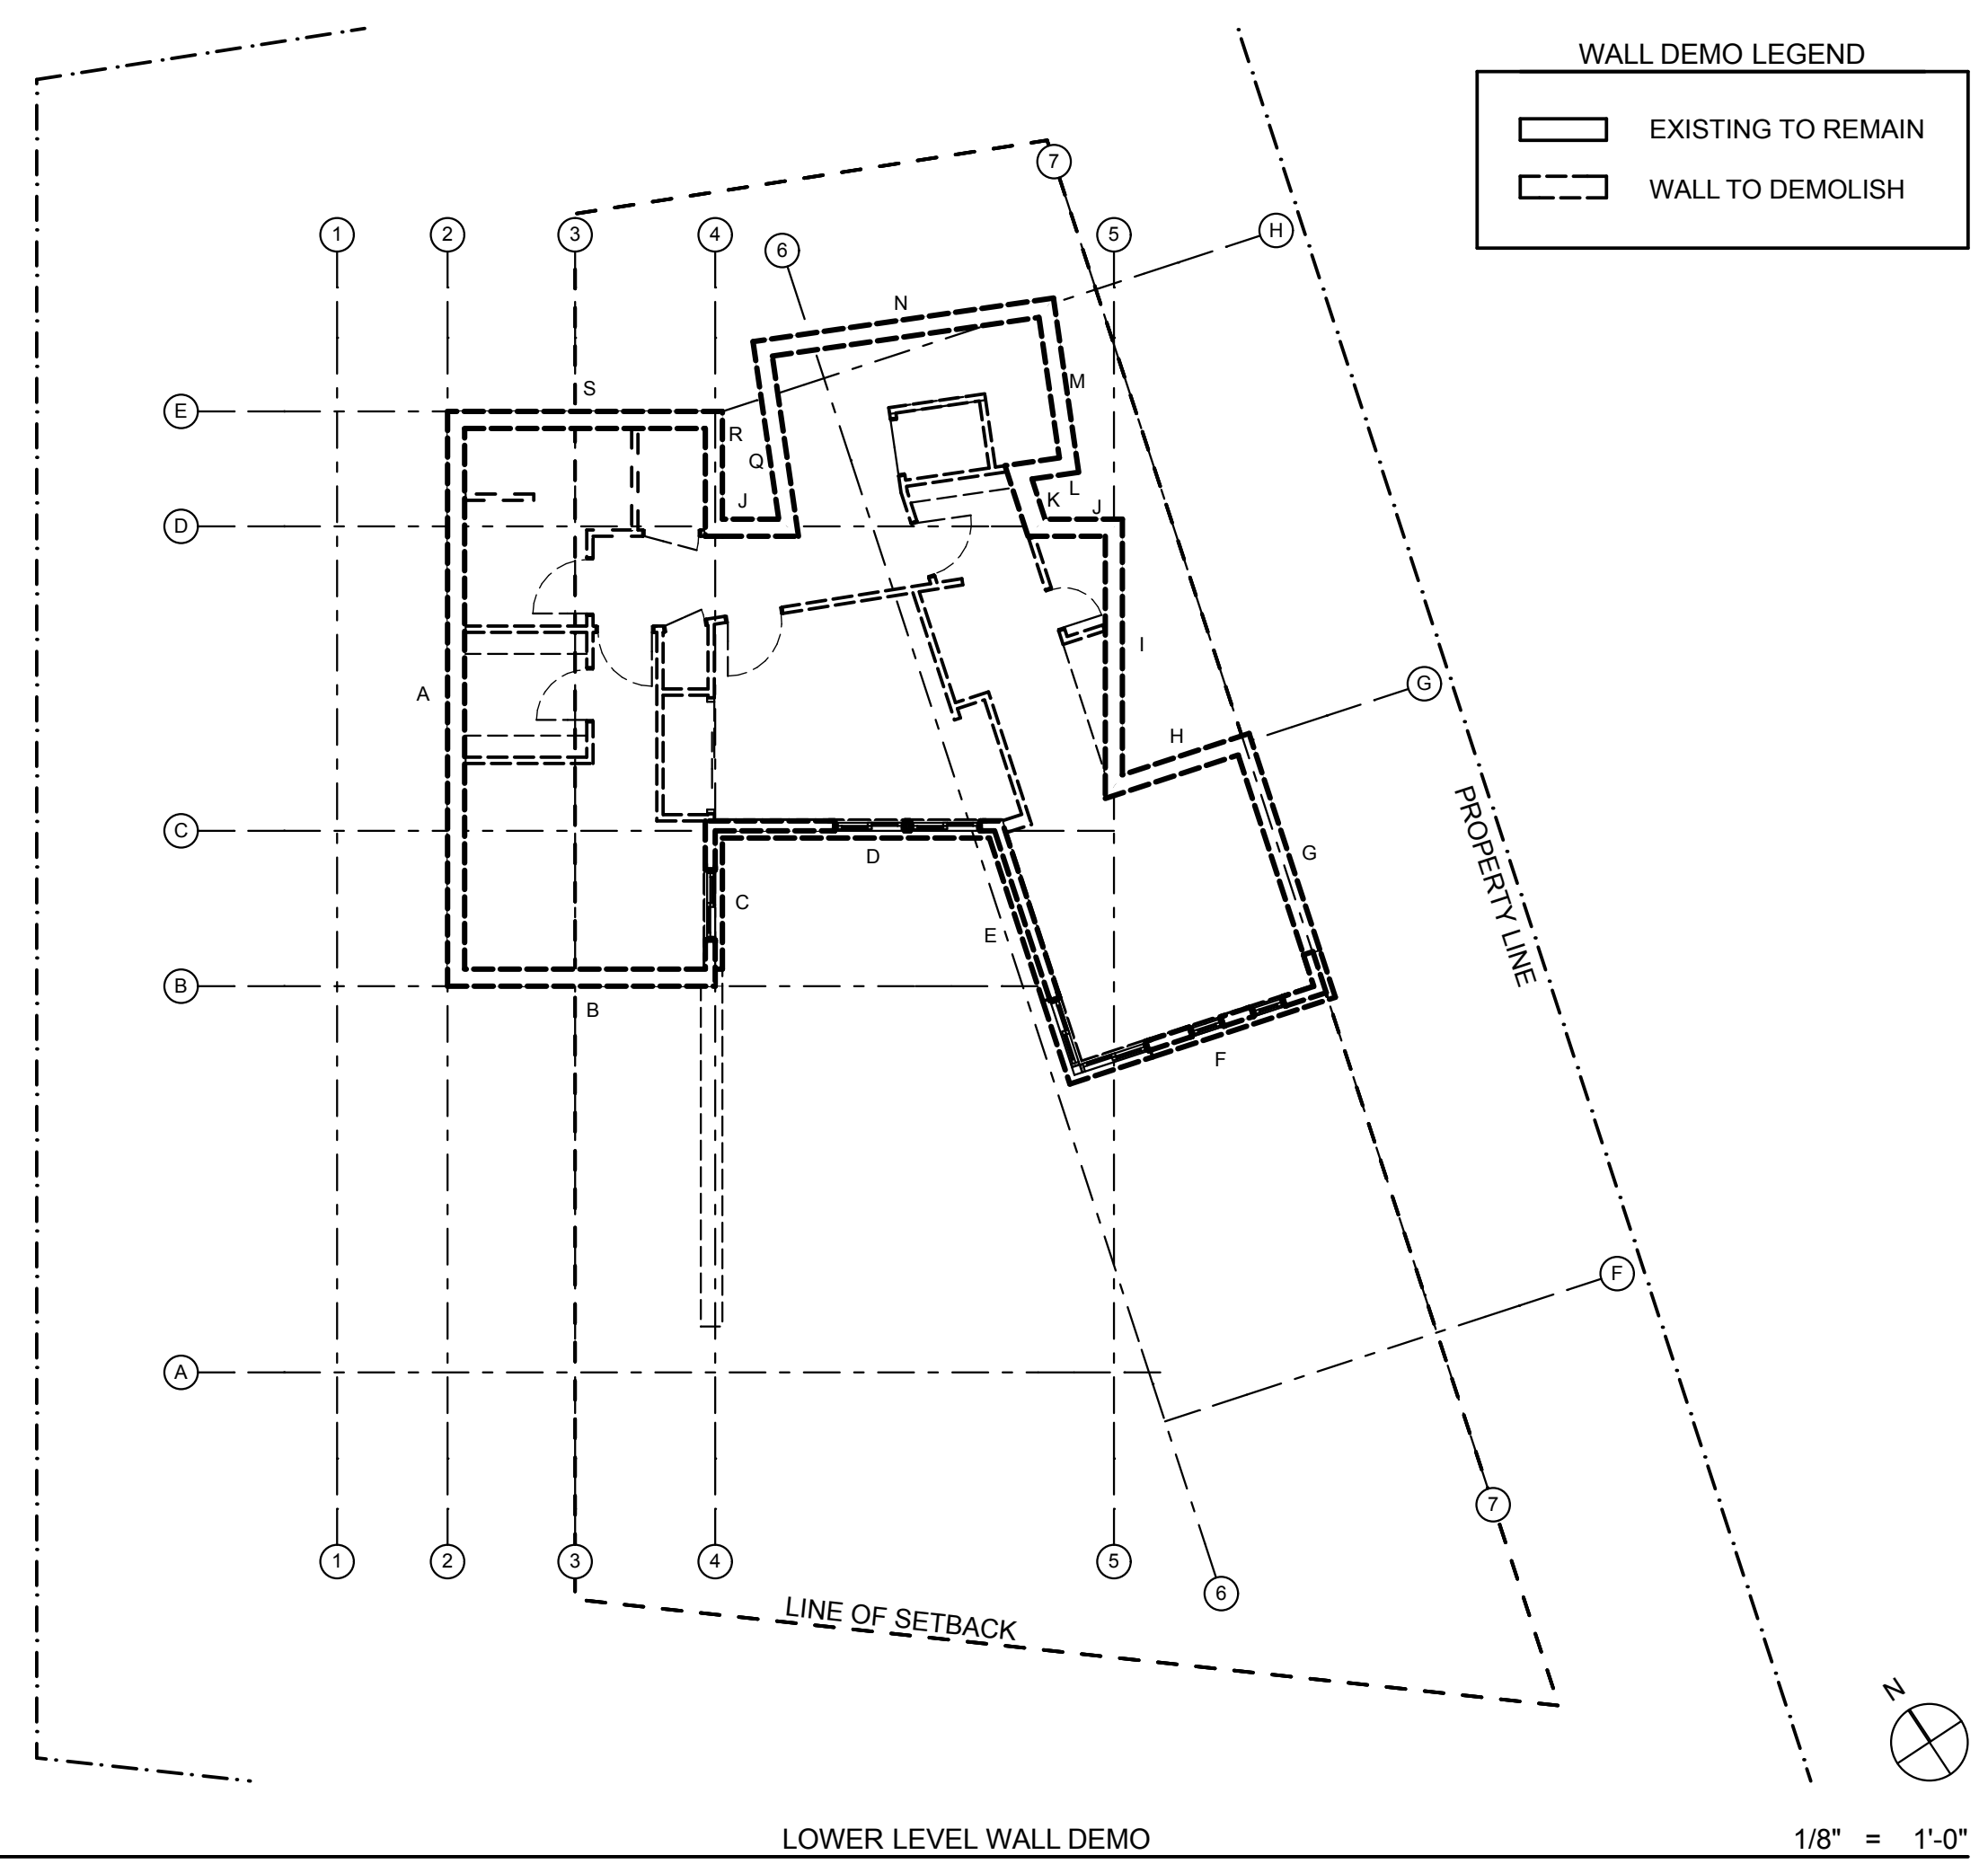 WALL DEMO LEGEND
EXISTING TO REMAIN
WALL TO DEMOLISH
7
1
2
3
4
6
5
H
N
M
S
E
R
Q
J
L
K
J
D
I
G
A
H
C
D
G
C
E
B
B
F
PROPERTY LINE
F
A
7
1
2
3
4
5
6
LINE OF SETBACK
N
LOWER LEVEL WALL DEMO
1/8" = 1'-0"